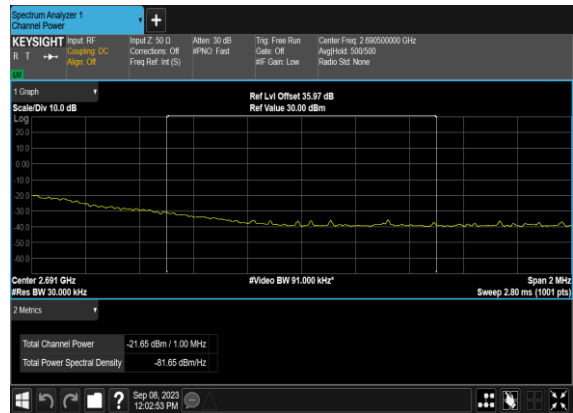 Spectrum Analyzer 1
Channel Power
KEYSIGHT Input: RF Input Z: 50 Ω Atten: 30 dB Trig: Free Run Center Freq: 2.690500000 GHz
R T Coupling: DC Corrections: Off #PNO: Fast Gate: Off Avg|Hold: 500/500
Align: Off Freq Ref: Int (S) #IF Gain: Low Radio Std: None
1 Graph
Ref Lvl Offset 35.97 dB
Scale/Div 10.0 dB Ref Value 30.00 dBm
Log
20.0
10.0
0.00
-10.0
-20.0
-30.0
-40.0
-50.0
-60.0
Center 2.691 GHz #Video BW 91.000 kHz* Span 2 MHz
#Res BW 30.000 kHz Sweep 2.80 ms (1001 pts)
2 Metrics
Total Channel Power -21.65 dBm / 1.00 MHz
Total Power Spectral Density -81.65 dBm/Hz
? Sep 08, 2023
12:02:53 PM